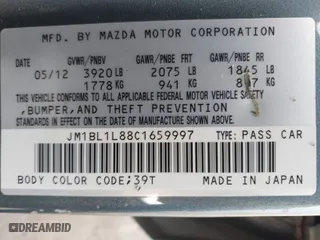 MFD. BY MAZDA MOTOR CORPORATION
GVWR/PNBV GAWR/PNBE FRT GAWR/PNBE RR
05/12 3920 LB 2075 LB LB
1778 KG 941 KG KG
THIS VEHICLE CONFORMS TO ALL APPLICABLE FEDERAL MOTOR VEHICLE SAFETY
, BUMPER, AND THEFT PREVENTION
STANDARDS IN EFFECT ON THE DATE OF MANUFACTURE SHOWN ABOVE.
JM1BL1L88C1659997 TYPE: PASS CAR
BODY COLOR CODE: 39T MADE IN JAPAN
DREAMBID